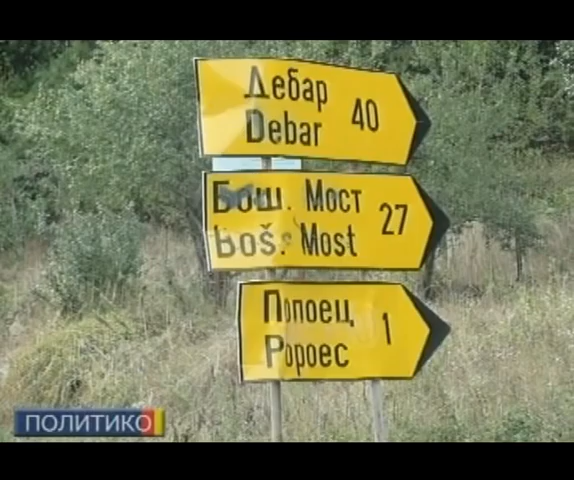 Дебар 40
Debar
Бош. Мост 27
Boš. Most
Попоец 1
Popoec
ПОЛИТИКО